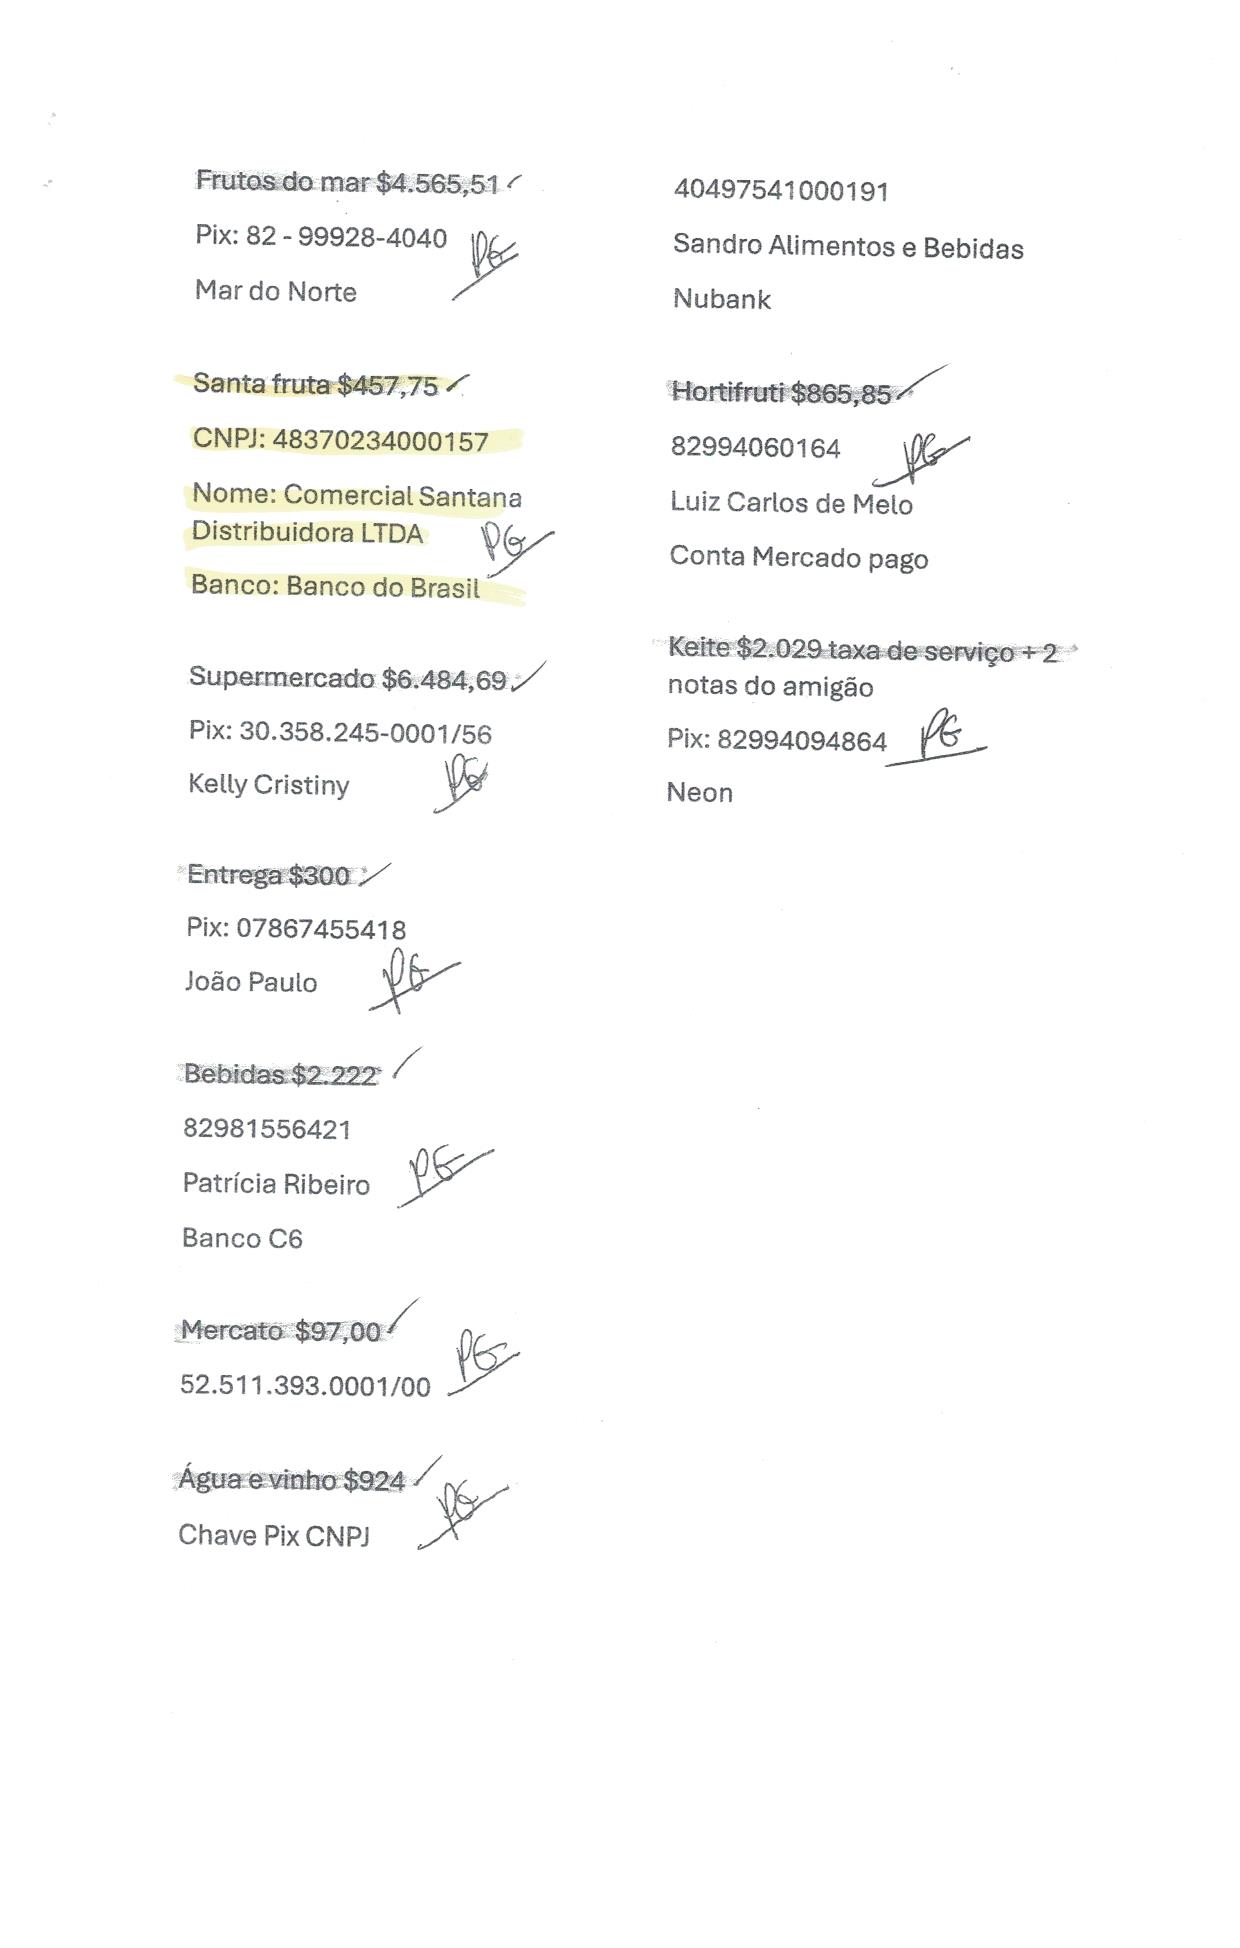 Frutos do mar $4.565,51 ✓
Pix: 82 - 99928-4040
PG
Mar do Norte
Santa fruta $457,75 ✓
CNPJ: 48370234000157
Nome: Comercial Santana
Distribuidora LTDA
PG
Banco: Banco do Brasil
Supermercado $6.484,69 ✓
Pix: 30.358.245-0001/56
Kelly Cristiny
PG
Entrega $300 ✓
Pix: 07867455418
João Paulo
PG
Bebidas $2.222 ✓
82981556421
Patrícia Ribeiro
PG
Banco C6
Mercato $97,00 ✓
52.511.393.0001/00
PG
Água e vinho $924 ✓
Chave Pix CNPJ
PG
40497541000191
Sandro Alimentos e Bebidas
Nubank
Hortifruti $865,85 ✓
82994060164
PG
Luiz Carlos de Melo
Conta Mercado pago
Keite $2.029 taxa de serviço + 2
notas do amigão
Pix: 82994094864
PG
Neon